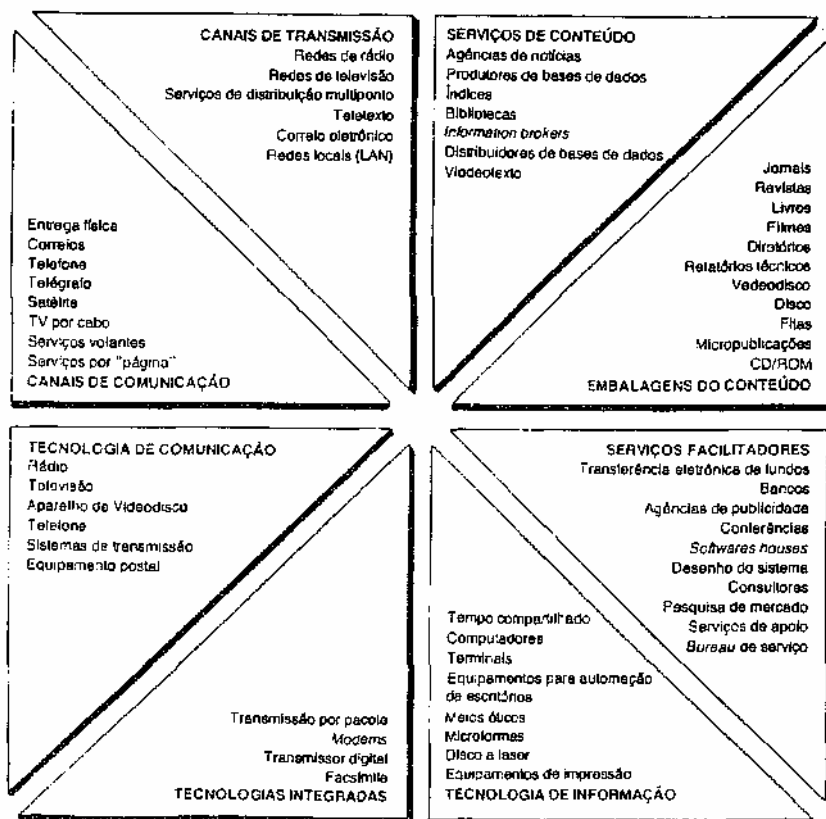 CANAIS DE TRANSMISSÃO
Redes de rádio
Redes de televisão
Serviços de distribuição multiponto
Teletexto
Correio eletrônico
Redes locais (LAN)
Entrega física
Correios
Telefone
Telégrafo
Satélite
TV por cabo
Serviços volantes
Serviços por "página"
CANAIS DE COMUNICAÇÃO
SERVIÇOS DE CONTEÚDO
Agências de notícias
Produtores de bases de dados
Índices
Bibliotecas
Information brokers
Distribuidores de bases de dados
Viodeotexto
Jornais
Revistas
Livros
Filmes
Diretórios
Relatórios técnicos
Vedeodisco
Disco
Fitas
Micropublicações
CD/ROM
EMBALAGENS DO CONTEÚDO
TECNOLOGIA DE COMUNICAÇÃO
Rádio
Televisão
Aparelho de Videodisco
Telefone
Sistemas de transmissão
Equipamento postal
Transmissão por pacote
Modems
Transmissor digital
Facsímile
TECNOLOGIAS INTEGRADAS
SERVIÇOS FACILITADORES
Transferência eletrônica de fundos
Bancos
Agências de publicidade
Conferências
Softwares houses
Desenho do sistema
Consultores
Pesquisa de mercado
Serviços de apoio
Bureau de serviço
Tempo compartilhado
Computadores
Terminais
Equipamentos para automação
de escritórios
Meios óticos
Microformas
Disco a laser
Equipamentos de impressão
TECNOLOGIA DE INFORMAÇÃO